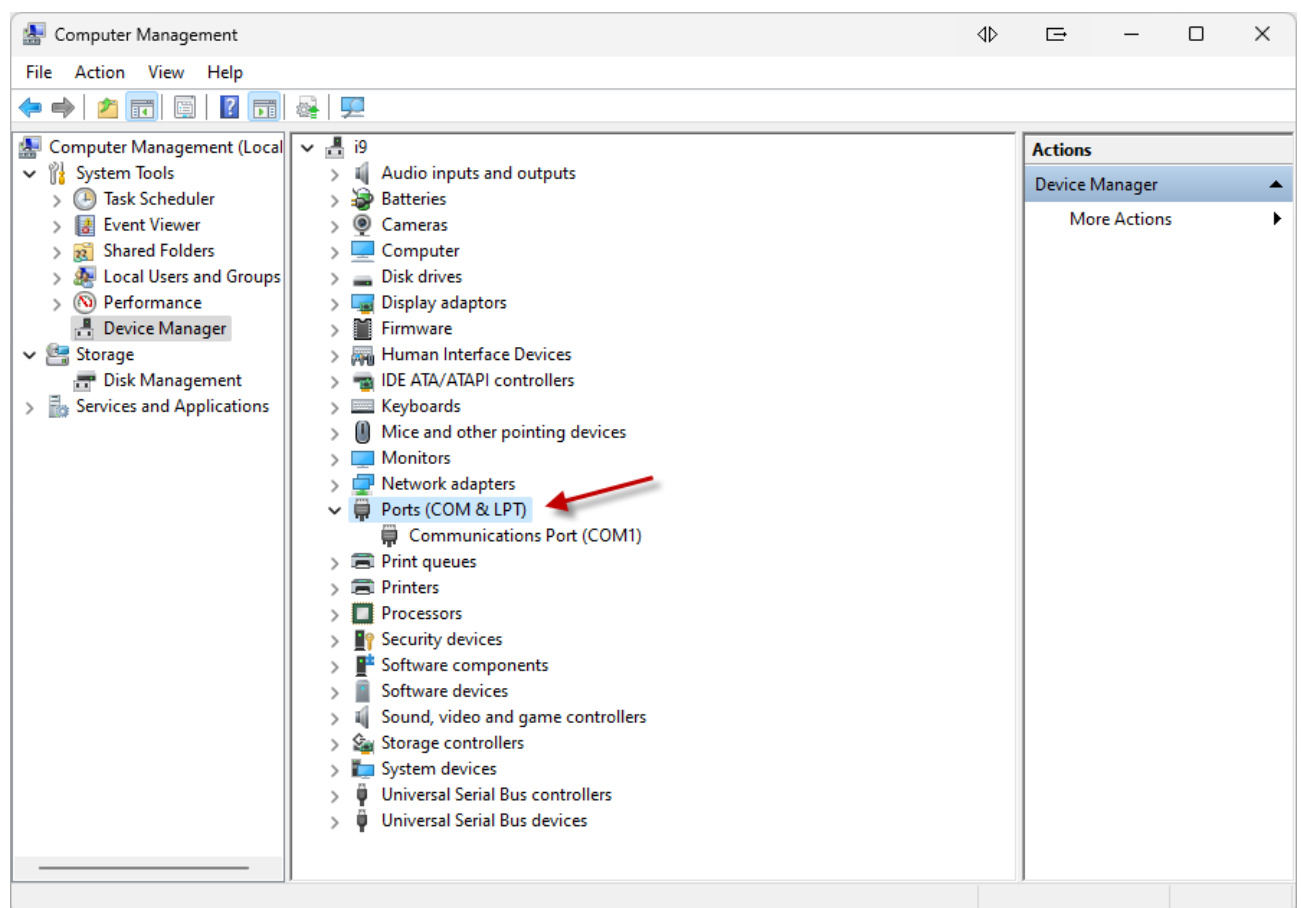 Computer Management
File Action View Help
Computer Management (Local
System Tools
Task Scheduler
Event Viewer
Shared Folders
Local Users and Groups
Performance
Device Manager
Storage
Disk Management
Services and Applications
i9
Audio inputs and outputs
Batteries
Cameras
Computer
Disk drives
Display adaptors
Firmware
Human Interface Devices
IDE ATA/ATAPI controllers
Keyboards
Mice and other pointing devices
Monitors
Network adapters
Ports (COM & LPT)
Communications Port (COM1)
Print queues
Printers
Processors
Security devices
Software components
Software devices
Sound, video and game controllers
Storage controllers
System devices
Universal Serial Bus controllers
Universal Serial Bus devices
Actions
Device Manager
More Actions